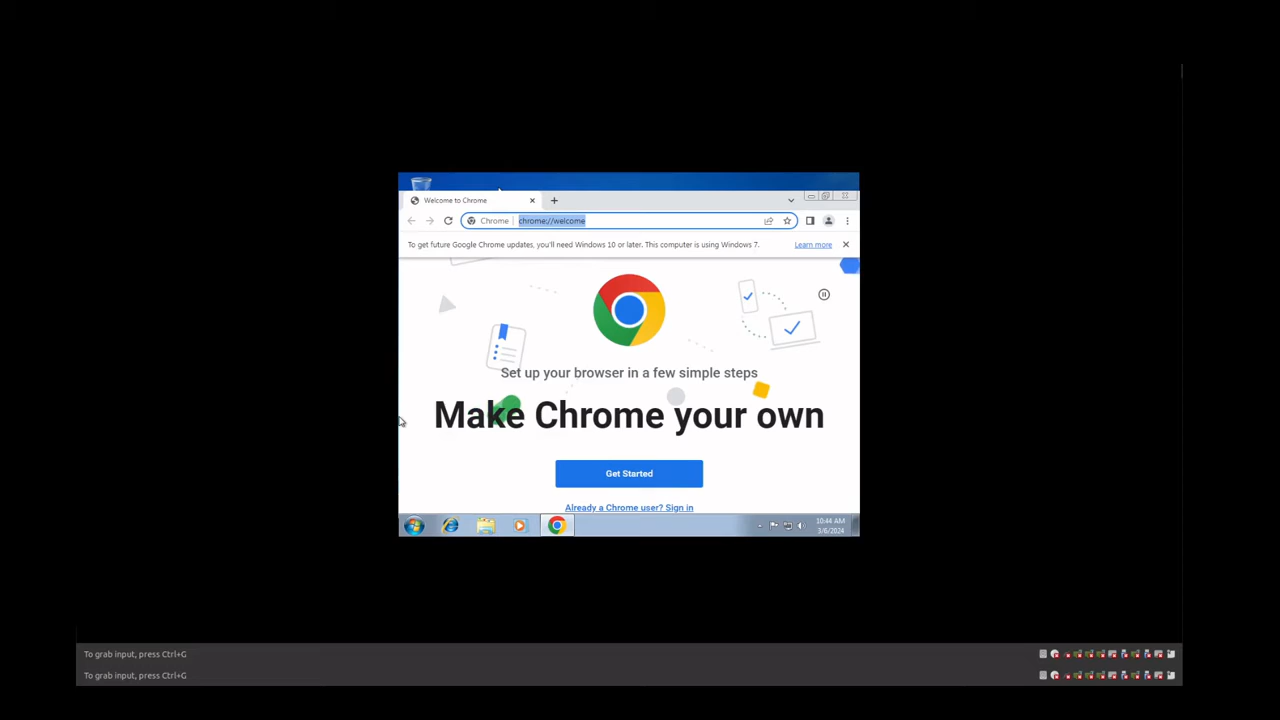 Welcome to Chrome
Chrome
chrome://welcome
To get future Google Chrome updates, you'll need Windows 10 or later. This computer is using Windows 7.
Learn more
Set up your browser in a few simple steps
Make Chrome your own
Get Started
Already a Chrome user? Sign in
10:44 AM
3/6/2024
To grab input, press Ctrl+G
To grab input, press Ctrl+G